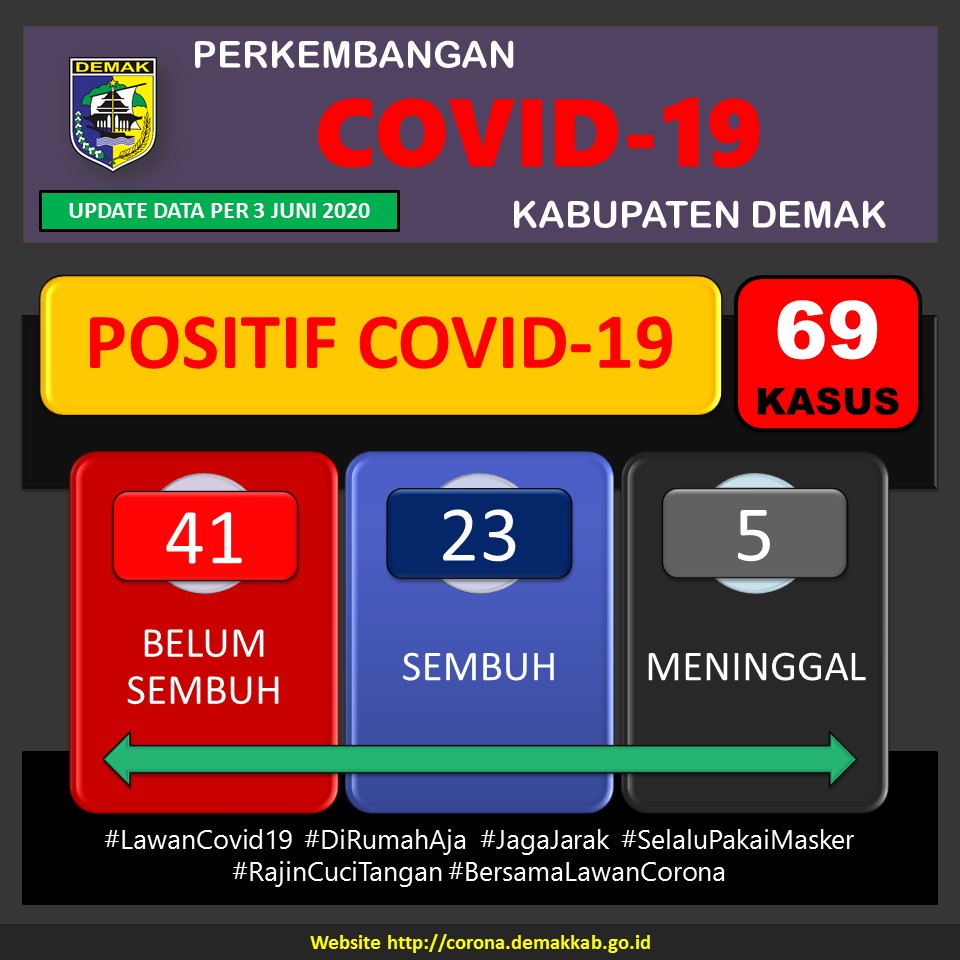 PERKEMBANGAN
DEMAK
COVID-19
UPDATE DATA PER 3 JUNI 2020
KABUPATEN DEMAK
POSITIF COVID-19
69
KASUS
41
BELUM
SEMBUH
23
SEMBUH
5
MENINGGAL
#LawanCovid19 #DiRumahAja #JagaJarak #SelaluPakaiMasker
#RajinCuciTangan #BersamaLawanCorona
Website http://corona.demakkab.go.id